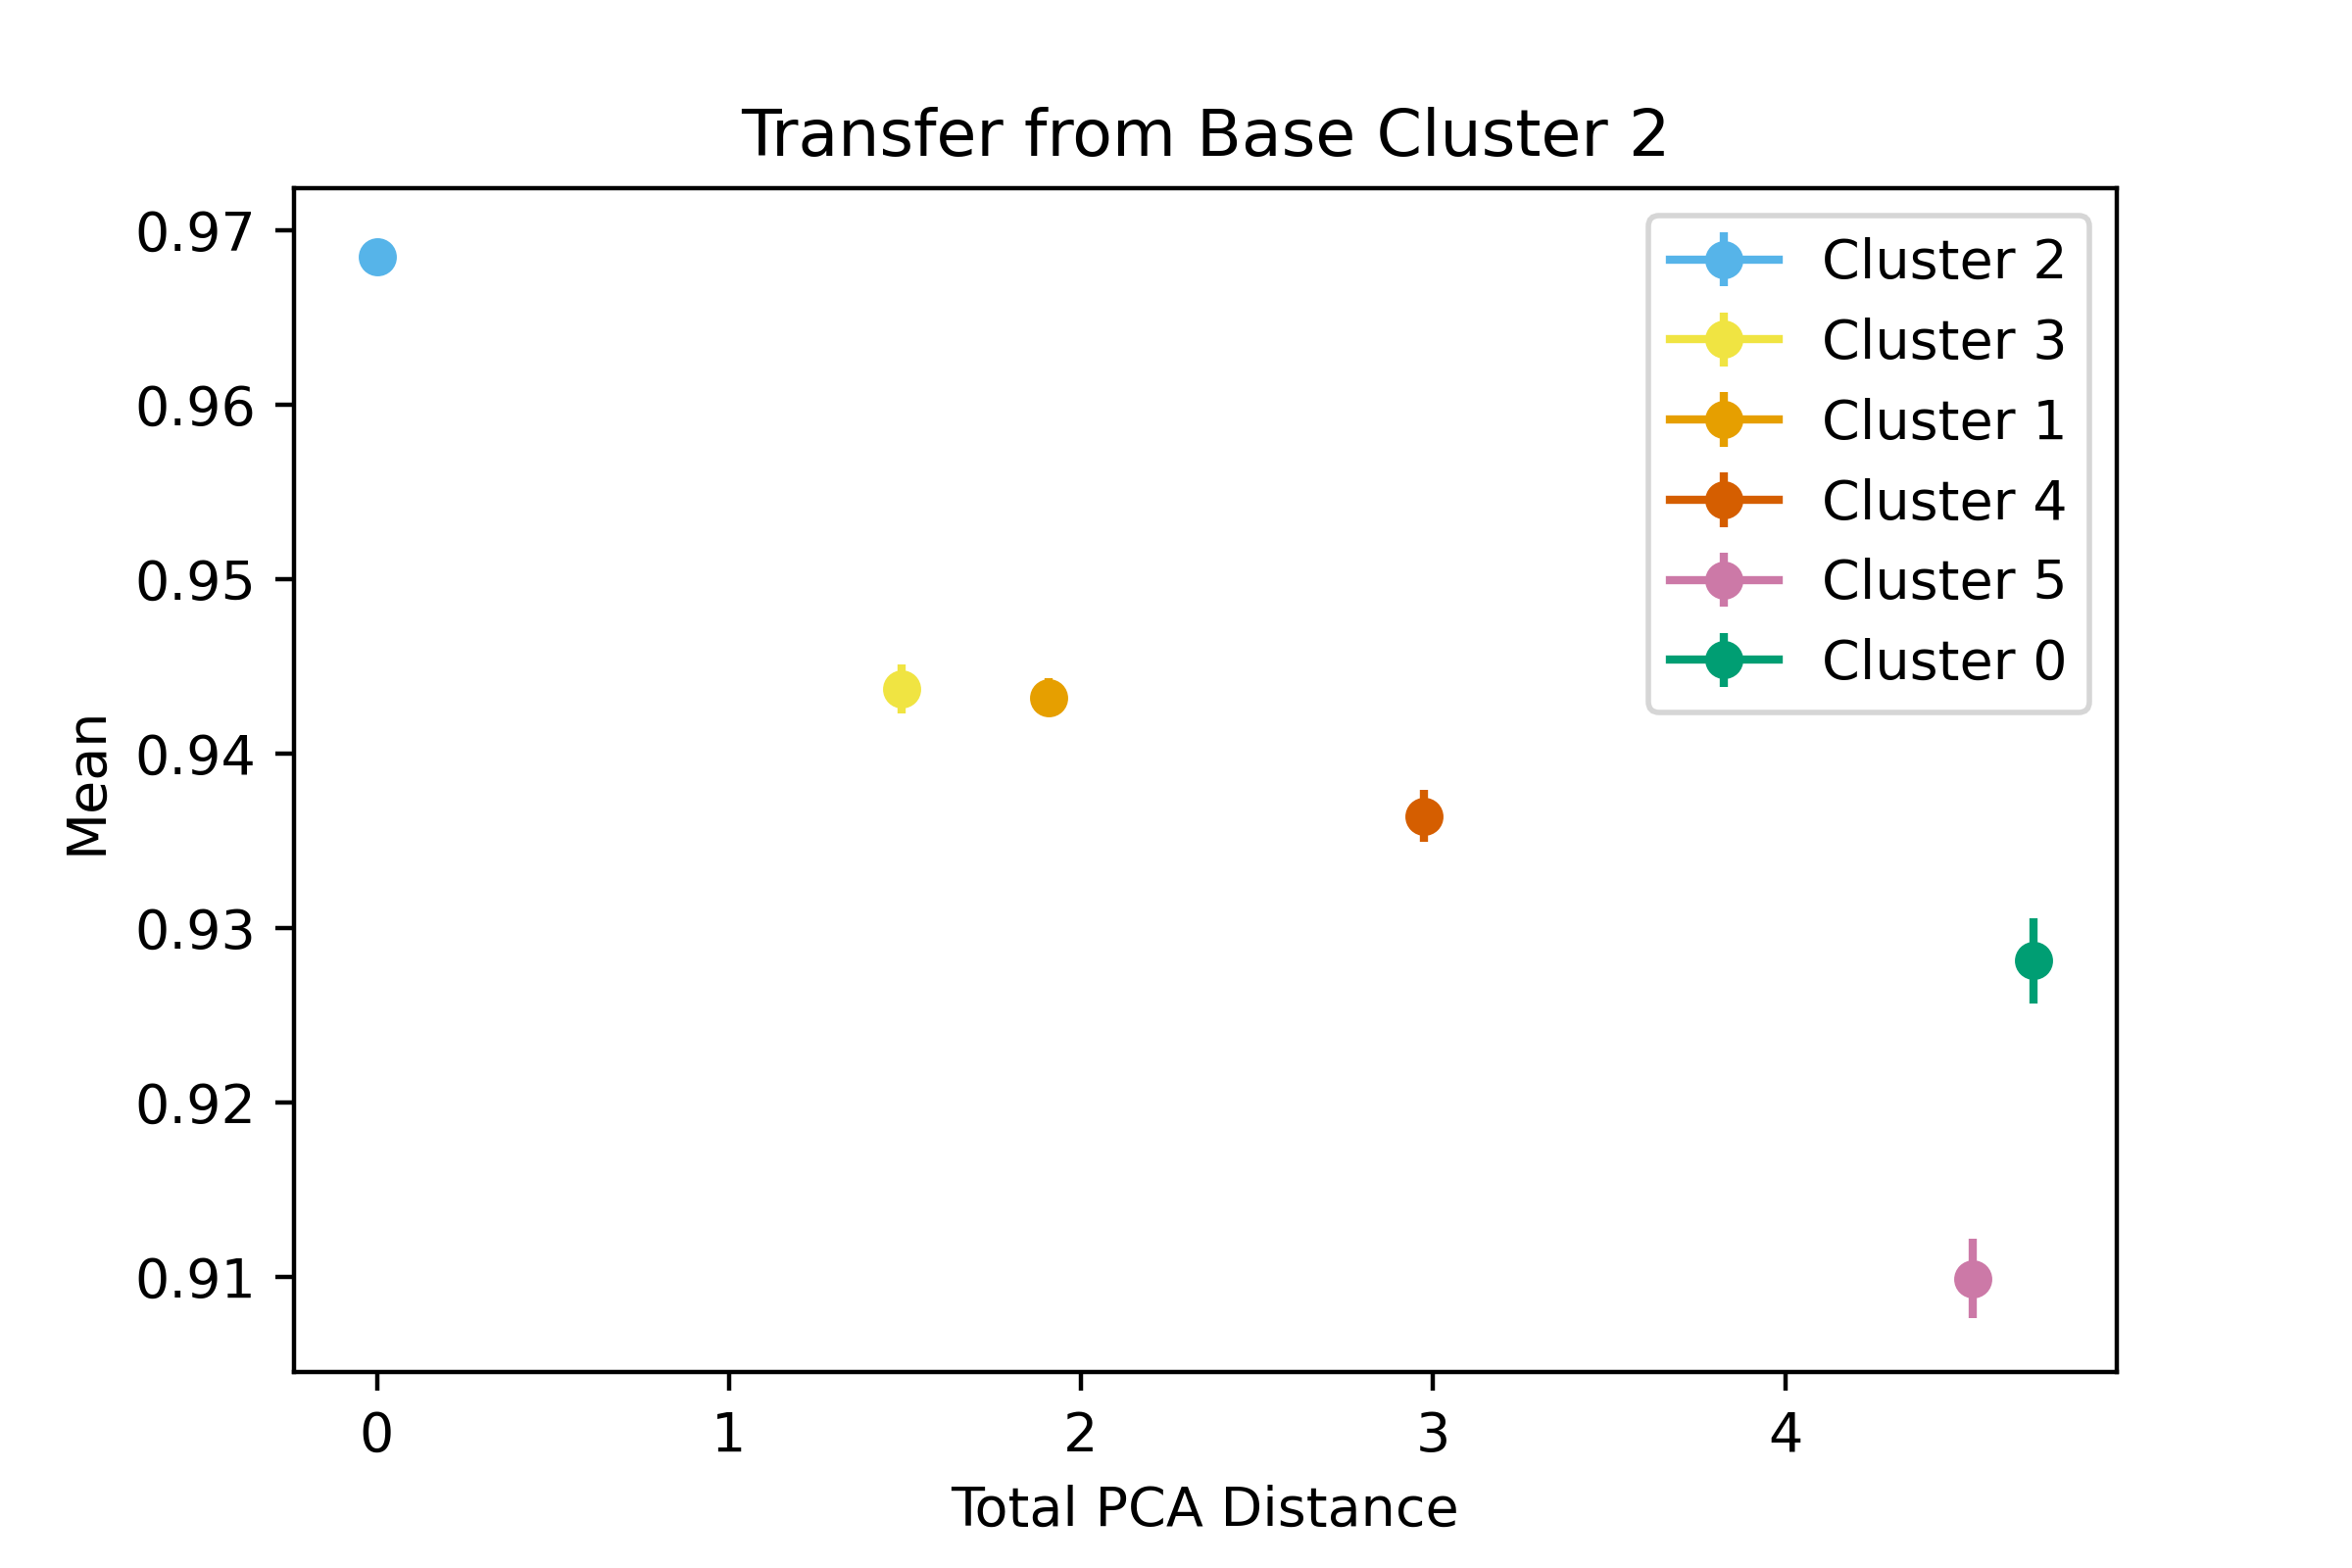 Transfer from Base Cluster 2
0.97
0.96
0.95
0.94
0.93
0.92
0.91
Mean
Cluster 2
Cluster 3
Cluster 1
Cluster 4
Cluster 5
Cluster 0
0 1 2 3 4
Total PCA Distance